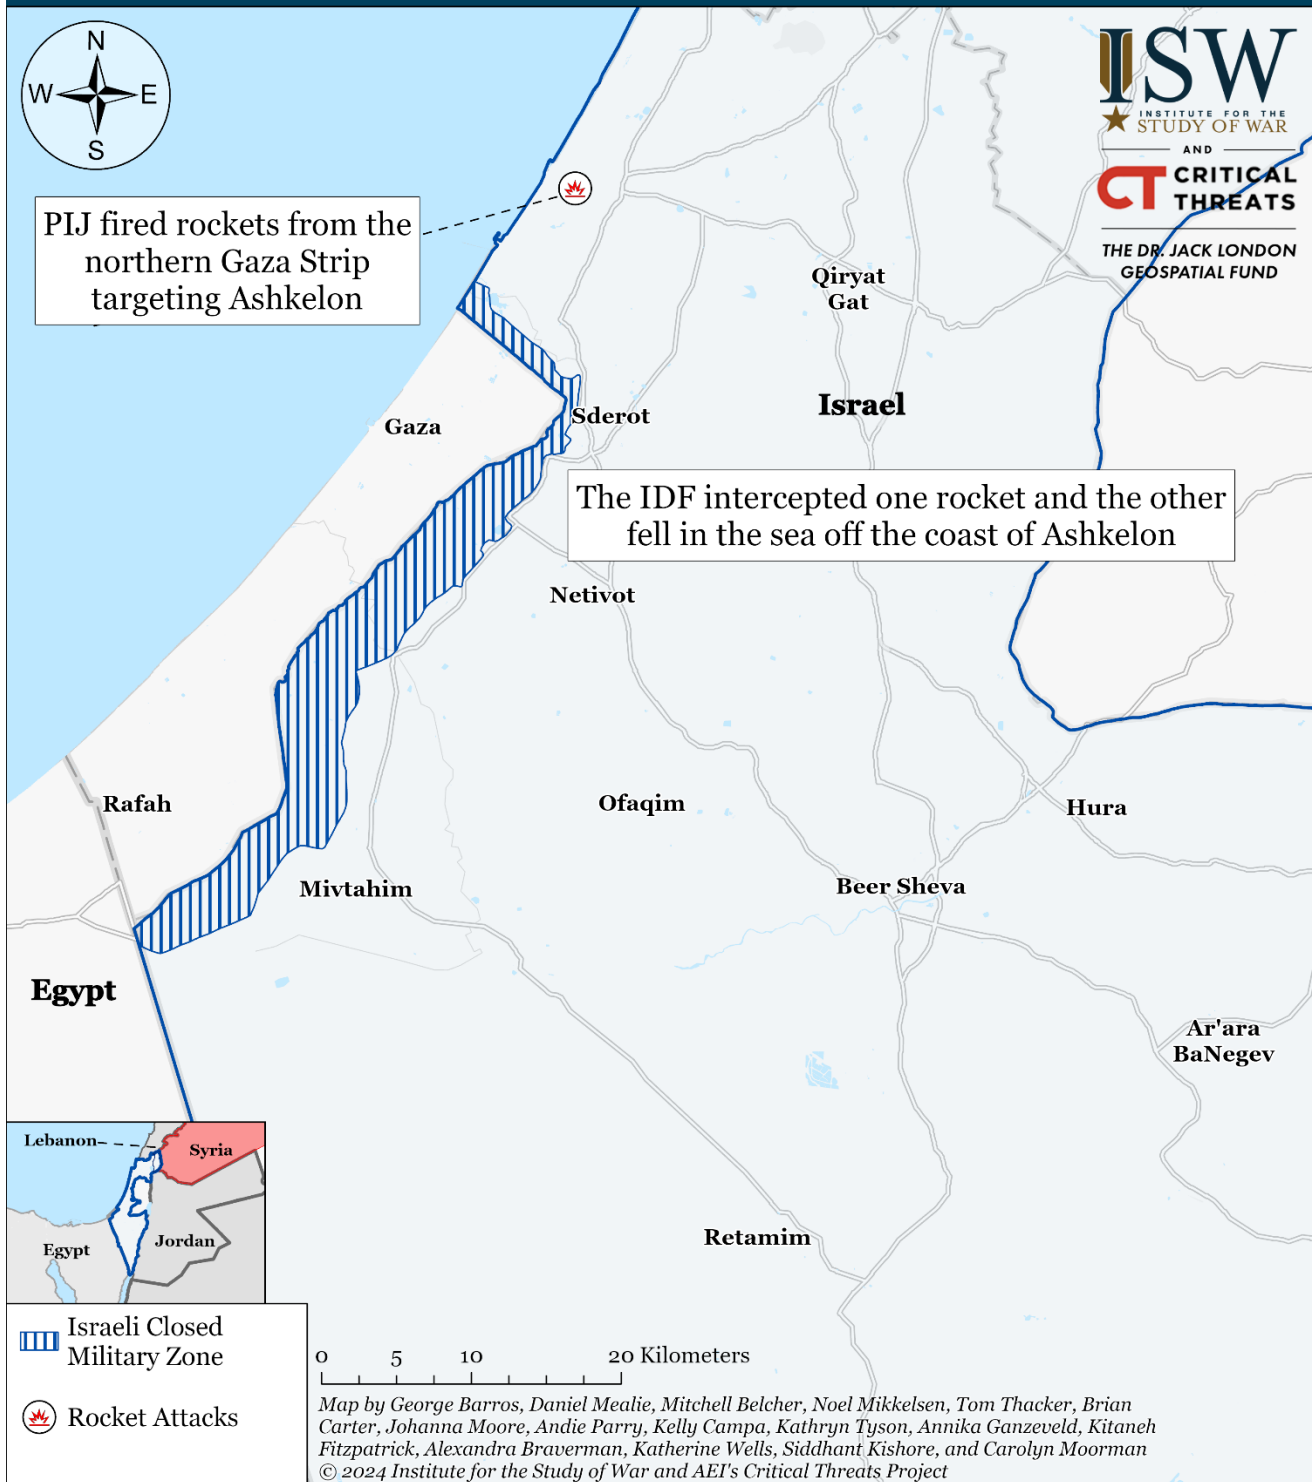 N
W
E
S
ISW
INSTITUTE FOR THE
STUDY OF WAR
AND
CT CRITICAL
THREATS
THE DR. JACK LONDON
GEOSPATIAL FUND
PIJ fired rockets from the
northern Gaza Strip
targeting Ashkelon
Qiryat
Gat
Israel
Gaza
Sderot
The IDF intercepted one rocket and the other
fell in the sea off the coast of Ashkelon
Netivot
Rafah
Ofaqim
Hura
Mivtahim
Beer Sheva
Egypt
Ar'ara
BaNegev
Lebanon
Syria
Egypt
Jordan
Retamim
Israeli Closed
Military Zone
Rocket Attacks
0 5 10 20 Kilometers
Map by George Barros, Daniel Mealie, Mitchell Belcher, Noel Mikkelsen, Tom Thacker, Brian
Carter, Johanna Moore, Andie Parry, Kelly Campa, Kathryn Tyson, Annika Ganzeveld, Kitaneh
Fitzpatrick, Alexandra Braverman, Katherine Wells, Siddhant Kishore, and Carolyn Moorman
© 2024 Institute for the Study of War and AEI's Critical Threats Project